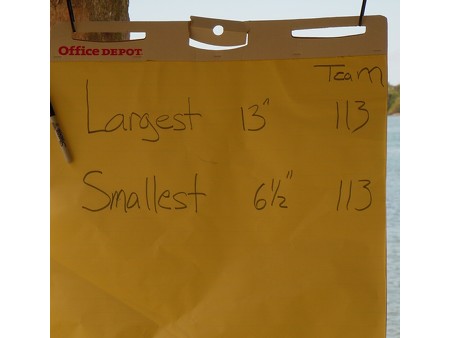 Office DEPOT
Team
Largest 13" 113
Smallest 6½" 113